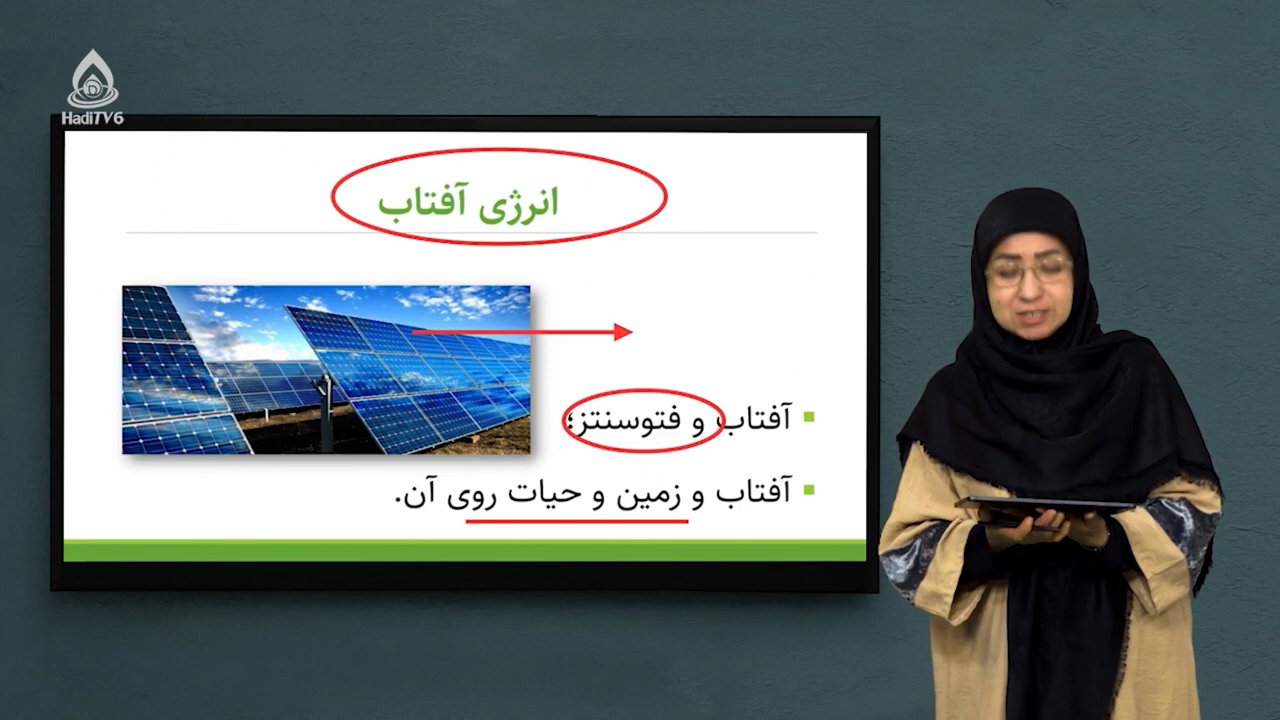 HadiTV6
انرژی آفتاب
آفتاب و فتوسنتز؛
آفتاب و زمین و حیات روی آن.